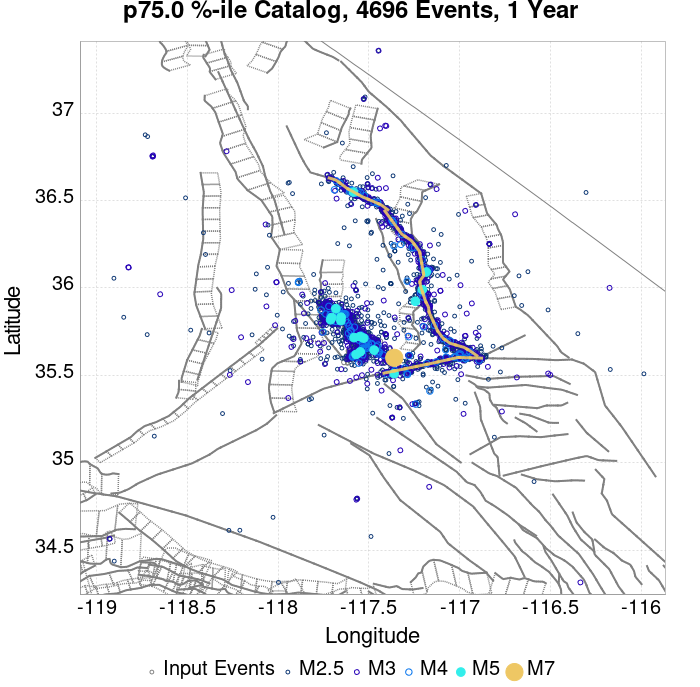 p75.0 %-ile Catalog, 4696 Events, 1 Year
37
36.5
36
35.5
35
34.5
Latitude
-119 -118.5 -118 -117.5 -117 -116.5 -116
Longitude
Input Events M2.5 M3 M4 M5 M7